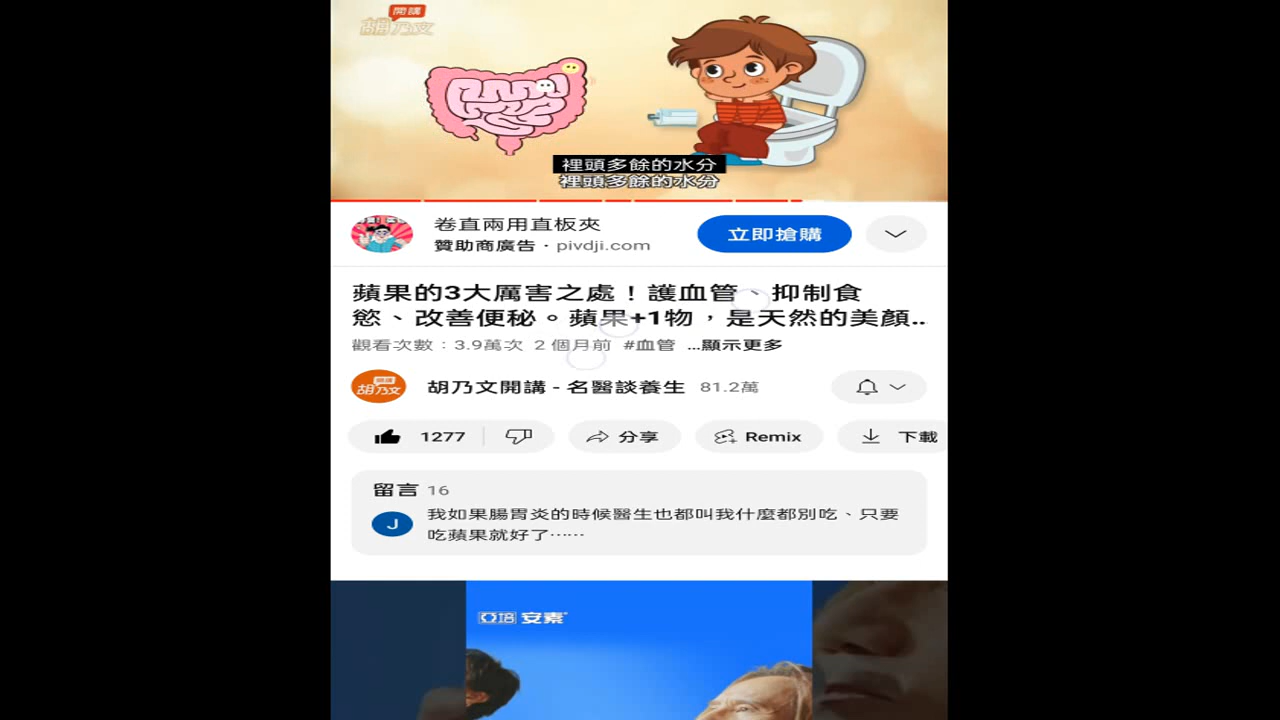 開講
胡乃文
裡頭多餘的水分
裡頭多餘的水分
卷直兩用直板夾
立即搶購
贊助商廣告・pivdji.com
蘋果的3大厲害之處！護血管、抑制食
慾、改善便秘。蘋果+1物，是天然的美顏..
觀看次數：3.9萬次 2 個月前 #血管 ...顯示更多
開講
胡乃文
胡乃文開講 - 名醫談養生 81.2萬
1277 分享 Remix 下載
留言 16
J
我如果腸胃炎的時候醫生也都叫我什麼都別吃、只要
吃蘋果就好了⋯⋯
亞培 安素